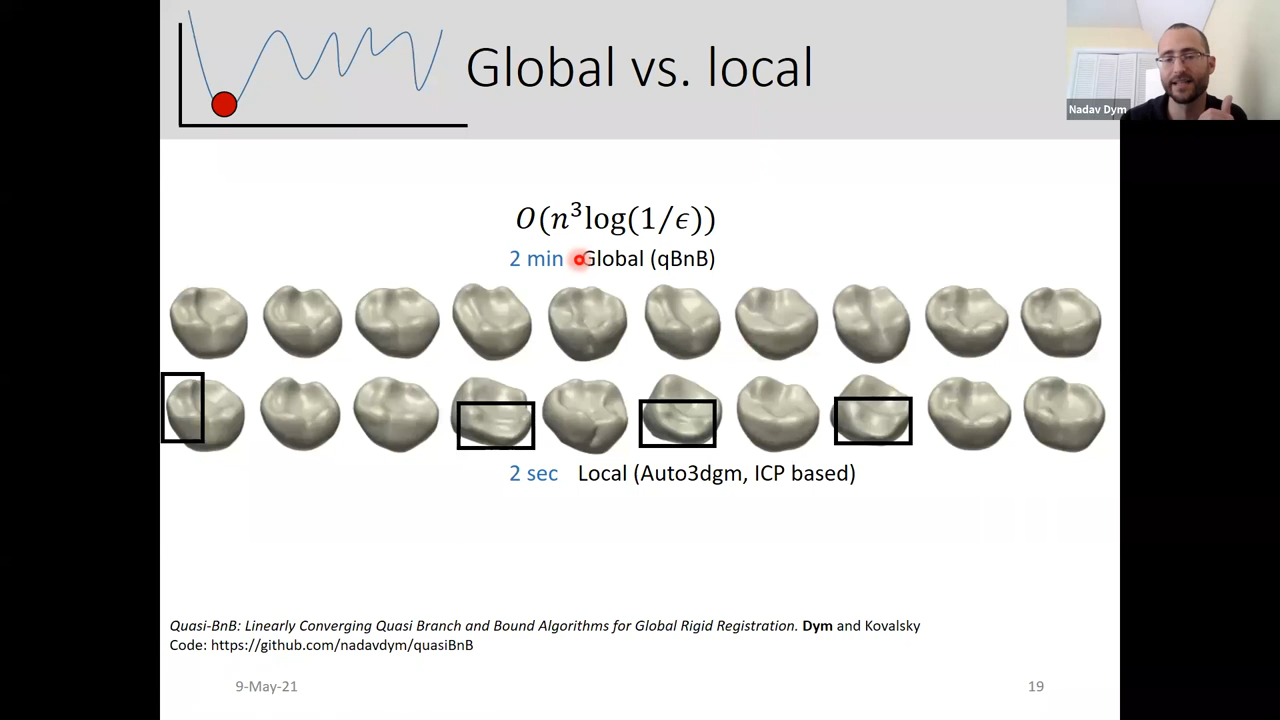 Global vs. local
Nadav Dym
O(n³log(1/ϵ))
2 min Global (qBnB)
2 sec Local (Auto3dgm, ICP based)
Quasi-BnB: Linearly Converging Quasi Branch and Bound Algorithms for Global Rigid Registration. Dym and Kovalsky
Code: https://github.com/nadavdym/quasiBnB
9-May-21
19